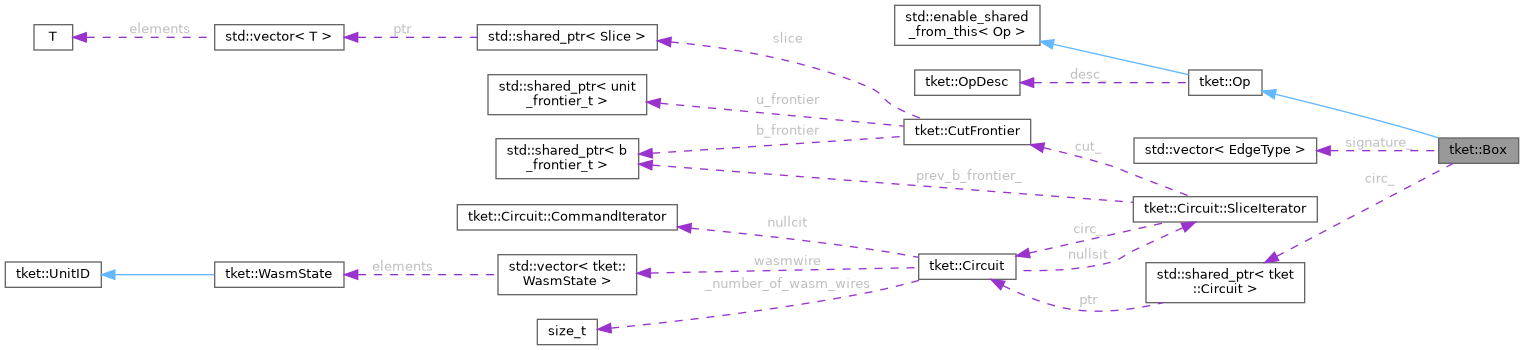 std::enable_shared
_from_this< Op >
T
elements
std::vector< T >
ptr
std::shared_ptr< Slice >
slice
tket::OpDesc
desc_
tket::Op
std::shared_ptr< unit
_frontier_t >
u_frontier
b_frontier
tket::CutFrontier
std::shared_ptr< b
_frontier_t >
std::vector< EdgeType >
signature_
tket::Box
cut_
prev_b_frontier_
circ_
tket::Circuit::CommandIterator
nullcit
tket::Circuit::SliceIterator
circ_
nullsit
tket::UnitID
tket::WasmState
elements
std::vector< tket::
WasmState >
wasmwire
_number_of_wasm_wires
tket::Circuit
std::shared_ptr< tket
::Circuit >
ptr
size_t